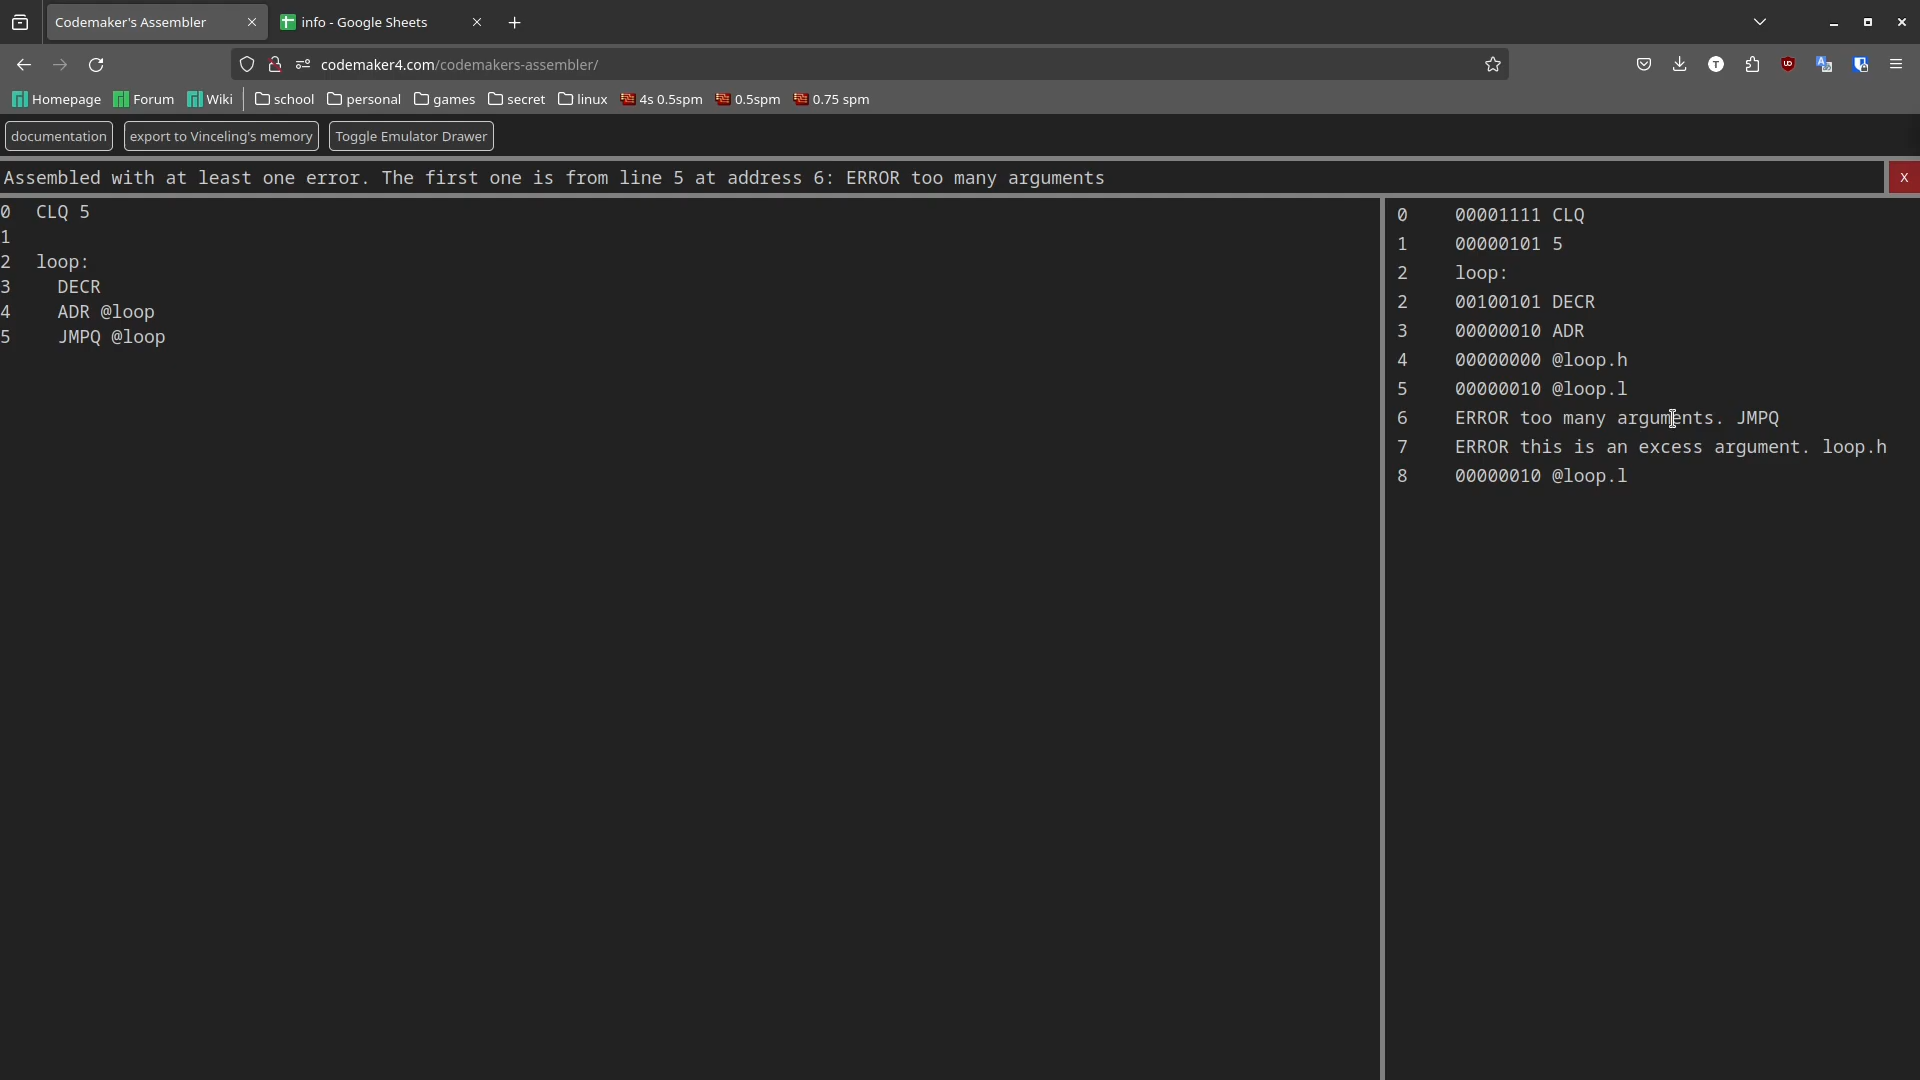 Codemaker's Assembler
info - Google Sheets
codemaker4.com/codemakers-assembler/
Homepage Forum Wiki school personal games secret linux 4s 0.5spm 0.5spm 0.75 spm
documentation export to Vinceling's memory Toggle Emulator Drawer
Assembled with at least one error. The first one is from line 5 at address 6: ERROR too many arguments X
0 CLQ 5
1
2 loop:
3 DECR
4 ADR @loop
5 JMPQ @loop
0 00001111 CLQ
1 00000101 5
2 loop:
2 00100101 DECR
3 00000010 ADR
4 00000000 @loop.h
5 00000010 @loop.l
6 ERROR too many arguments. JMPQ
7 ERROR this is an excess argument. loop.h
8 00000010 @loop.l